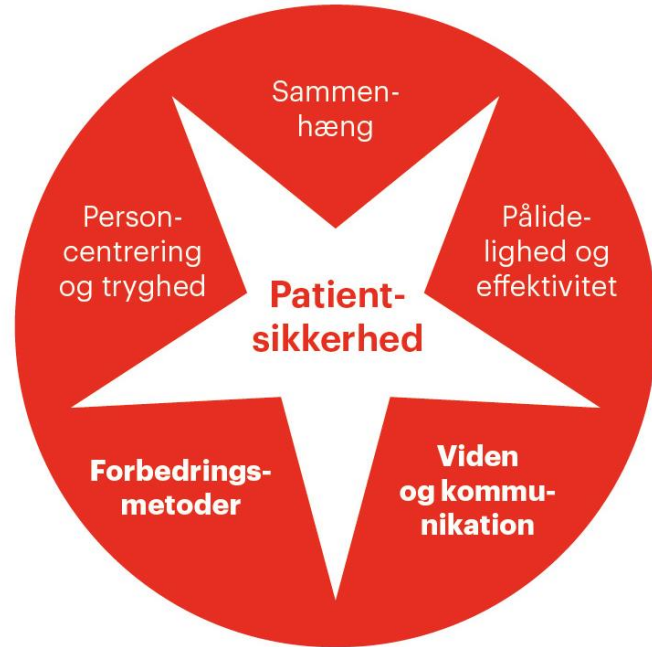 Sammen-
hæng
Person-
centrering
og tryghed
Pålide-
lighed og
effektivitet
Patient-
sikkerhed
Forbedrings-
metoder
Viden
og kommu-
nikation